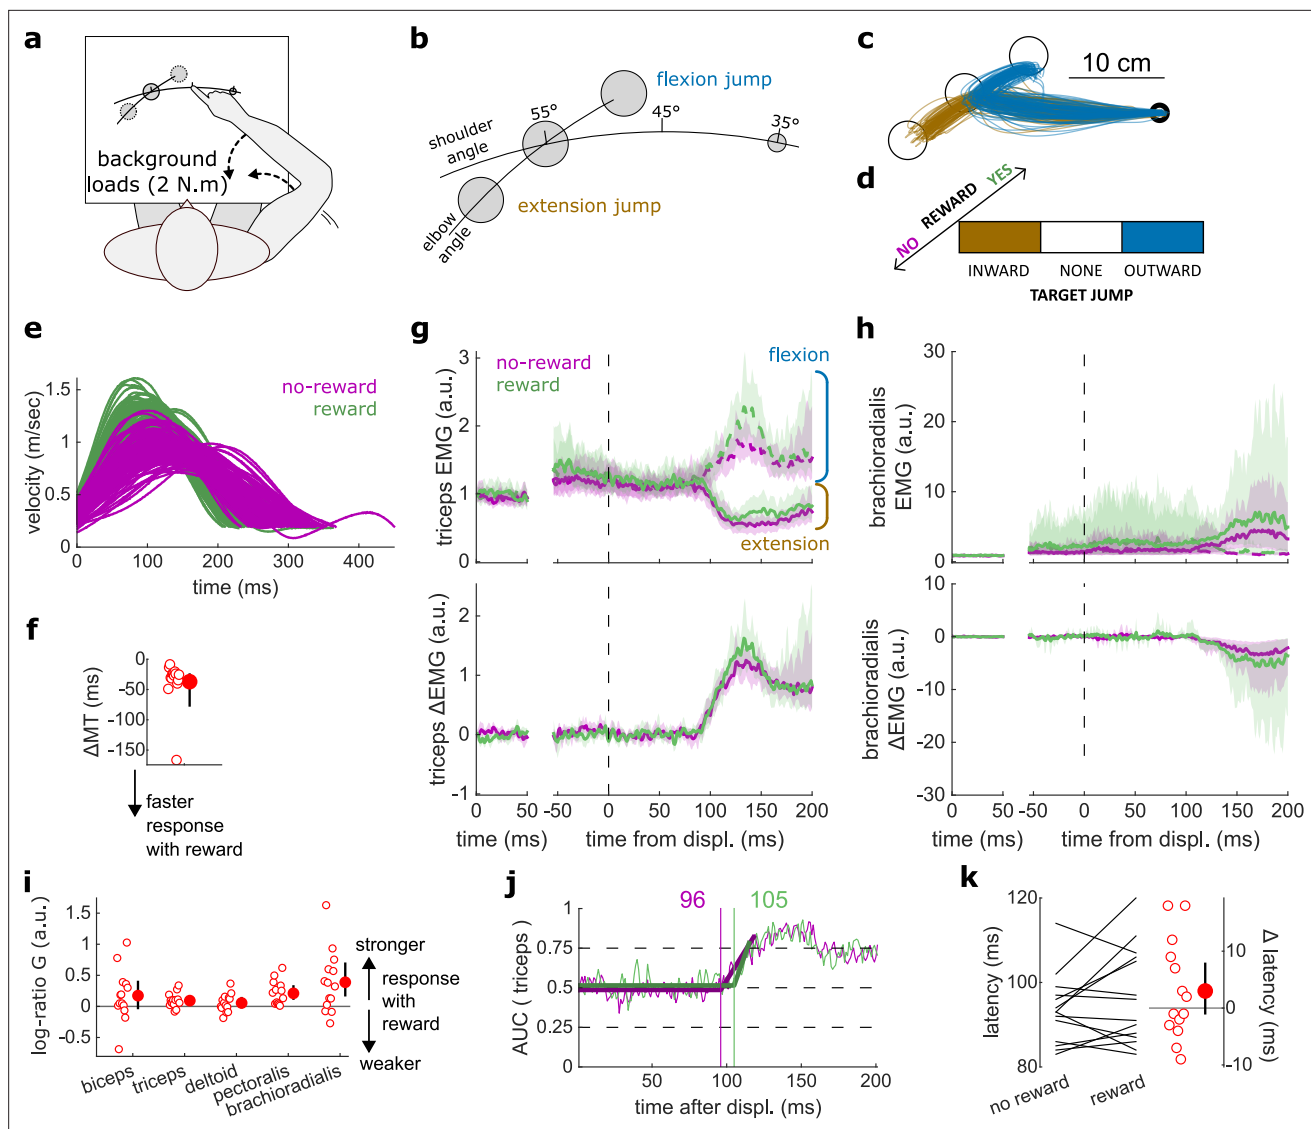 a
background
loads (2 N.m)
b
flexion jump
55°
45°
35°
shoulder
angle
elbow
angle
extension jump
c
10 cm
d
NO REWARD YES
INWARD NONE OUTWARD
TARGET JUMP
e
no-reward
reward
velocity (m/sec)
1.5
1
0.5
0
0 100 200 300 400
time (ms)
f
ΔMT (ms)
0
-50
-100
-150
faster
response
with reward
g
no-reward
reward
flexion
extension
triceps EMG (a.u.)
3
2
1
0
triceps ΔEMG (a.u.)
2
1
0
-1
0 50 -50 0 50 100 150 200
time (ms) time from displ. (ms)
h
brachioradialis
EMG (a.u.)
30
20
10
0
brachioradialis
ΔEMG (a.u.)
10
0
-10
-20
-30
0 50 -50 0 50 100 150 200
time (ms) time from displ. (ms)
i
log-ratio G (a.u.)
1.5
1
0.5
0
-0.5
biceps
triceps
deltoid
pectoralis
brachioradialis
stronger
response
with
reward
weaker
j
96 105
AUC ( triceps )
1
0.75
0.5
0.25
0
50 100 150 200
time after displ. (ms)
k
latency (ms)
120
100
80
no reward
reward
10
0
-10
Δ latency (ms)